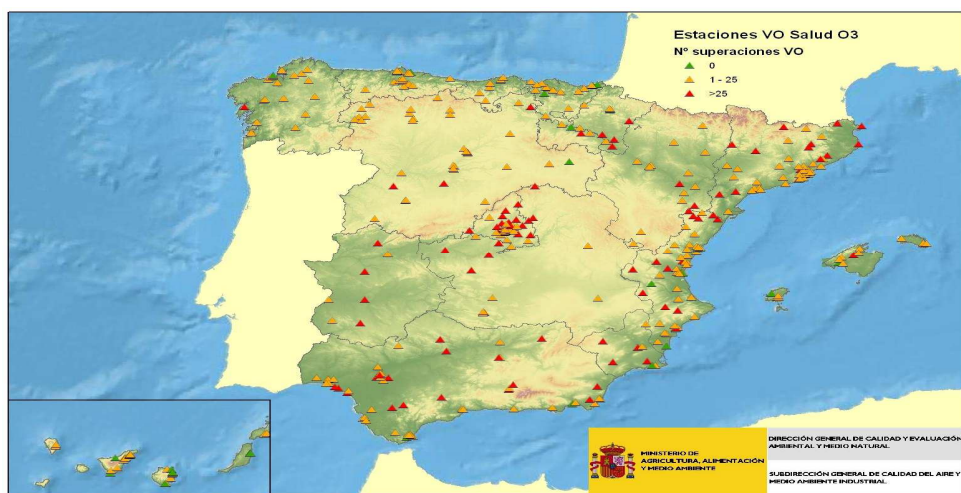 Estaciones VO Salud O3
Nº superaciones VO
0
1 - 25
>25
MINISTERIO DE
AGRICULTURA, ALIMENTACIÓN
Y MEDIO AMBIENTE
DIRECCIÓN GENERAL DE CALIDAD Y EVALUACIÓN
AMBIENTAL Y MEDIO NATURAL
SUBDIRECCIÓN GENERAL DE CALIDAD DEL AIRE Y
MEDIO AMBIENTE INDUSTRIAL